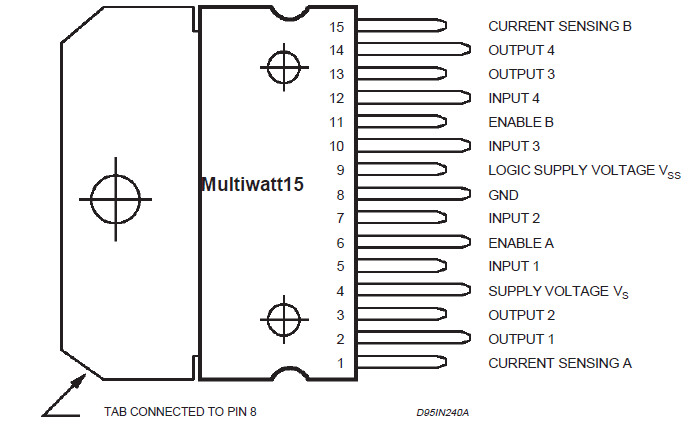 15 CURRENT SENSING B
14 OUTPUT 4
13 OUTPUT 3
12 INPUT 4
11 ENABLE B
10 INPUT 3
9 LOGIC SUPPLY VOLTAGE VSS
Multiwatt15
8 GND
7 INPUT 2
6 ENABLE A
5 INPUT 1
4 SUPPLY VOLTAGE VS
3 OUTPUT 2
2 OUTPUT 1
1 CURRENT SENSING A
TAB CONNECTED TO PIN 8 D95IN240A